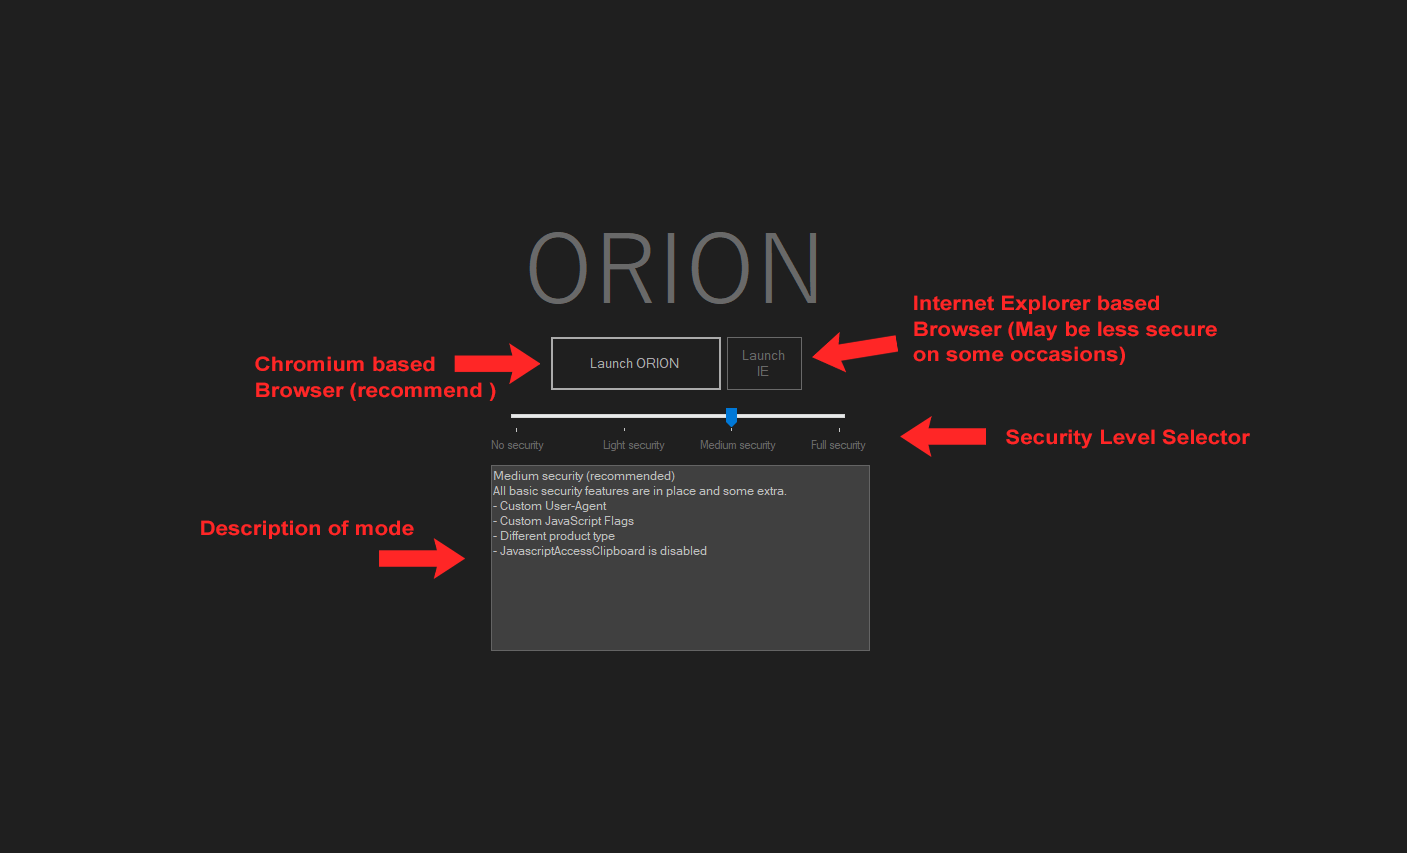 ORION
Internet Explorer based
Browser (May be less secure
on some occasions)
Chromium based
Browser (recommend )
Launch ORION
Launch
IE
No security
Light security
Medium security
Full security
Security Level Selector
Medium security (recommended)
All basic security features are in place and some extra.
- Custom User-Agent
- Custom JavaScript Flags
- Different product type
- JavascriptAccessClipboard is disabled
Description of mode